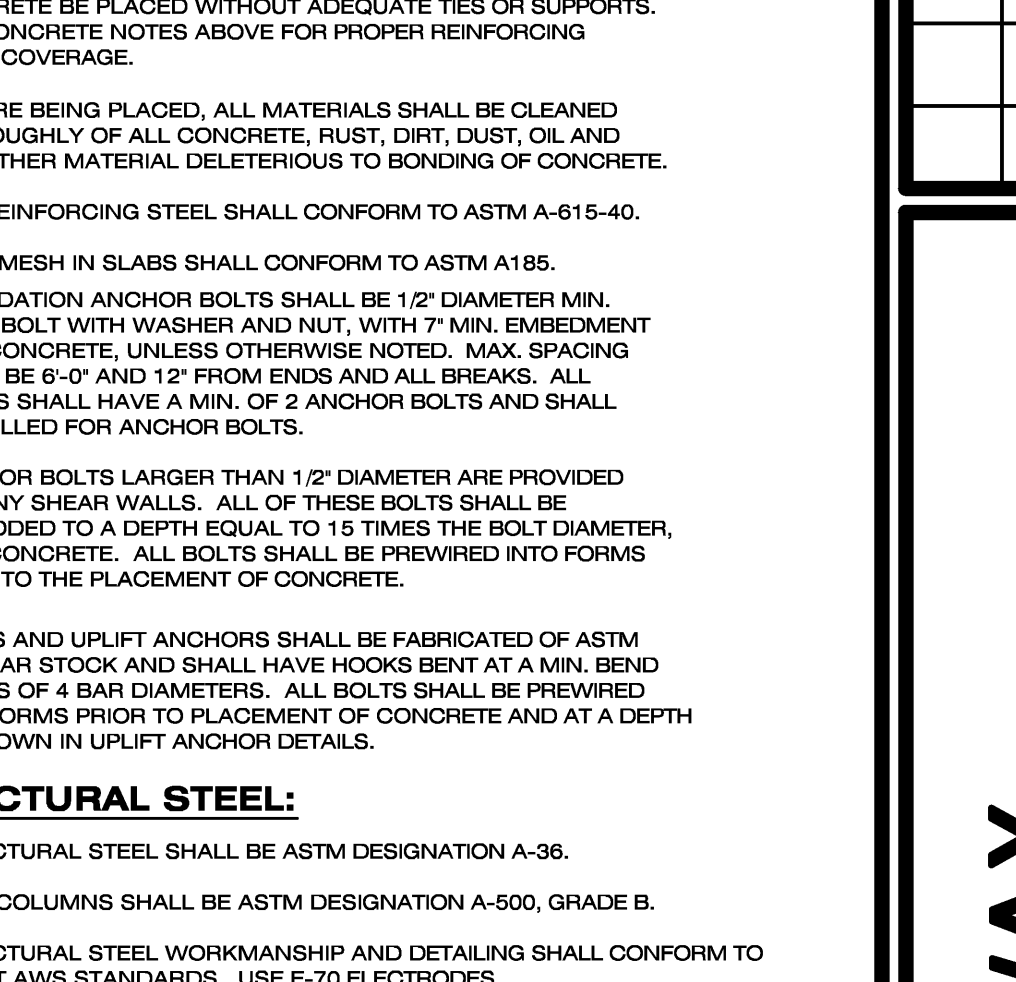 RETE BE PLACED WITHOUT ADEQUATE TIES OR SUPPORTS.
ONCRETE NOTES ABOVE FOR PROPER REINFORCING
COVERAGE.
RE BEING PLACED, ALL MATERIALS SHALL BE CLEANED
OUGHLY OF ALL CONCRETE, RUST, DIRT, DUST, OIL AND
THER MATERIAL DELETERIOUS TO BONDING OF CONCRETE.
EINFORCING STEEL SHALL CONFORM TO ASTM A-615-40.
MESH IN SLABS SHALL CONFORM TO ASTM A185.
DATION ANCHOR BOLTS SHALL BE 1/2" DIAMETER MIN.
BOLT WITH WASHER AND NUT, WITH 7" MIN. EMBEDMENT
CONCRETE, UNLESS OTHERWISE NOTED.  MAX. SPACING
BE 6'-0" AND 12" FROM ENDS AND ALL BREAKS.  ALL
S SHALL HAVE A MIN. OF 2 ANCHOR BOLTS AND SHALL
LLED FOR ANCHOR BOLTS.
OR BOLTS LARGER THAN 1/2" DIAMETER ARE PROVIDED
NY SHEAR WALLS.  ALL OF THESE BOLTS SHALL BE
DDED TO A DEPTH EQUAL TO 15 TIMES THE BOLT DIAMETER,
CONCRETE.  ALL BOLTS SHALL BE PREWIRED INTO FORMS
TO THE PLACEMENT OF CONCRETE.
S AND UPLIFT ANCHORS SHALL BE FABRICATED OF ASTM
AR STOCK AND SHALL HAVE HOOKS BENT AT A MIN. BEND
S OF 4 BAR DIAMETERS.  ALL BOLTS SHALL BE PREWIRED
ORMS PRIOR TO PLACEMENT OF CONCRETE AND AT A DEPTH
OWN IN UPLIFT ANCHOR DETAILS.
CTURAL STEEL:
CTURAL STEEL SHALL BE ASTM DESIGNATION A-36.
COLUMNS SHALL BE ASTM DESIGNATION A-500, GRADE B.
CTURAL STEEL WORKMANSHIP AND DETAILING SHALL CONFORM TO
T AWS STANDARDS.  USE E-70 ELECTRODES